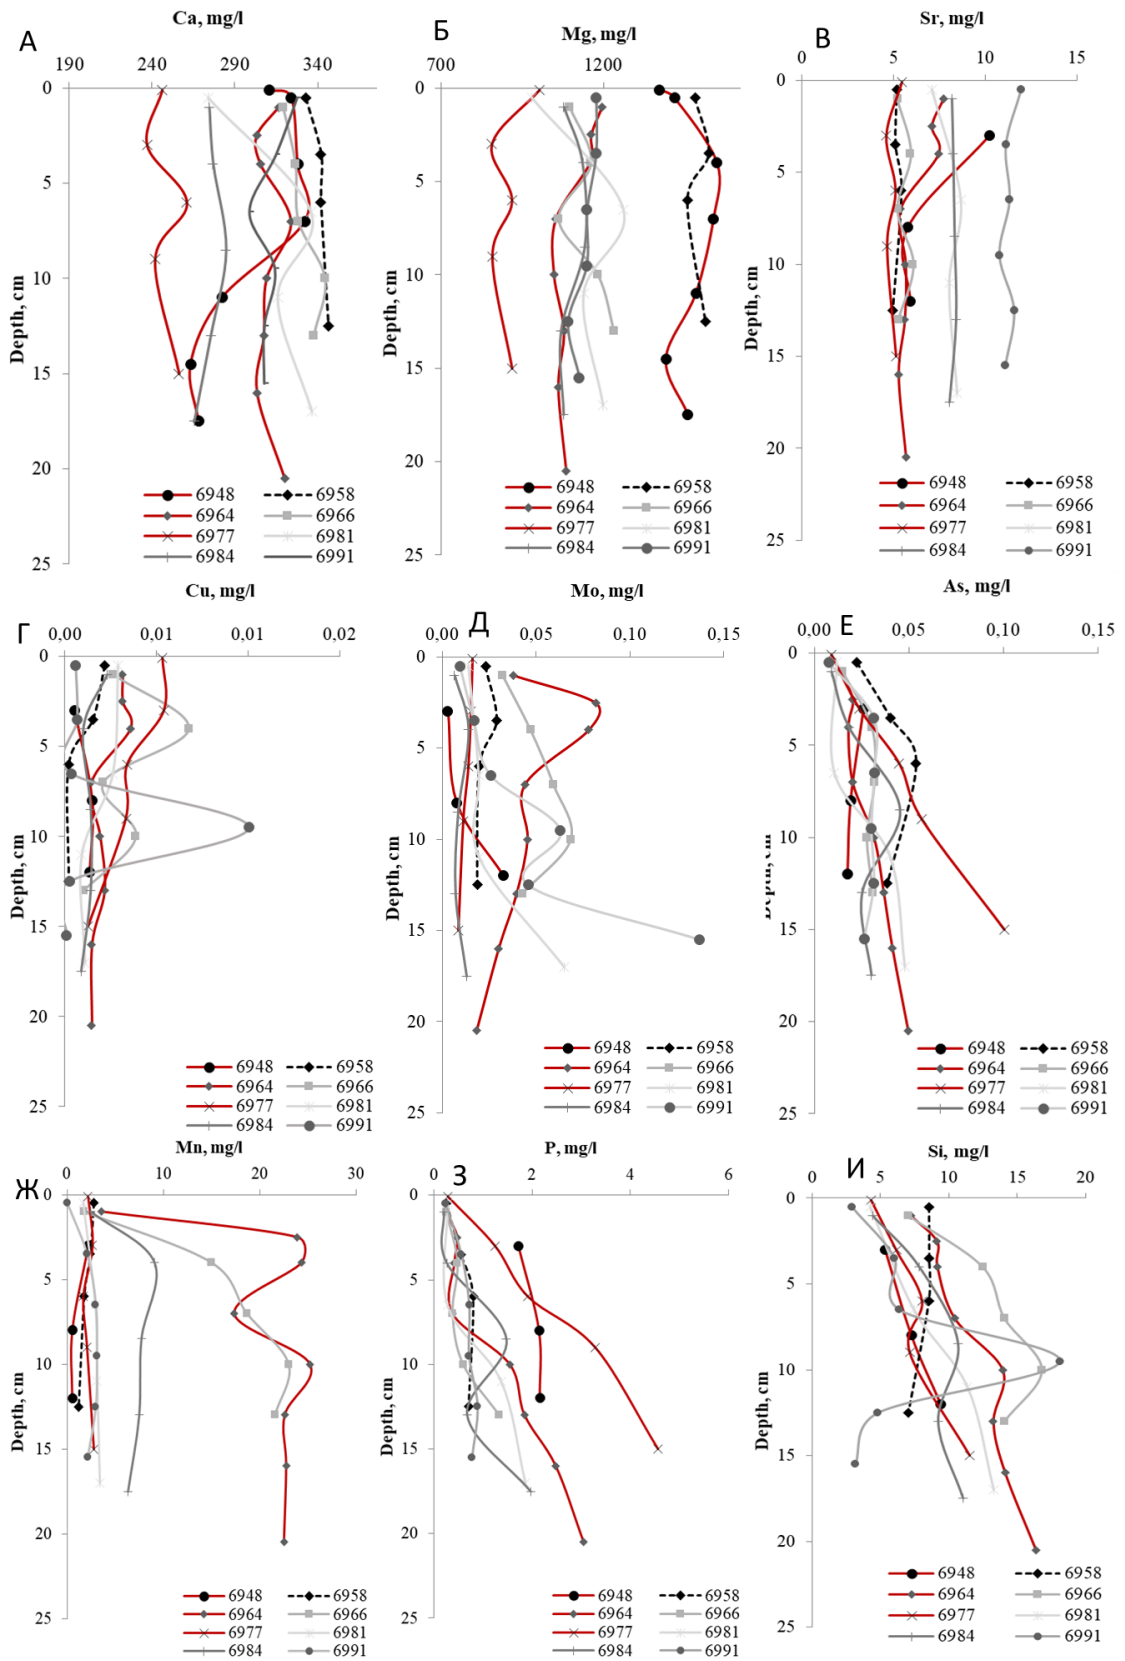 Ca, mg/l
А
190 240 290 340
0
5
10
15
20
25
Depth, cm
6948 6958
6964 6966
6977 6981
6984 6991
Б
Mg, mg/l
700 1200
0
5
10
15
20
25
Depth, cm
6948 6958
6964 6966
6977 6981
6984 6991
Sr, mg/l
В
0 5 10 15
0
5
10
15
20
25
Depth, cm
6948 6958
6964 6966
6977 6981
6984 6991
Cu, mg/l
Г
0,00 0,01 0,01 0,02
0
5
10
15
20
25
Depth, cm
6948 6958
6964 6966
6977 6981
6984 6991
Mo, mg/l
Д
0,00 0,05 0,10 0,15
0
5
10
15
20
25
Depth, cm
6948 6958
6964 6966
6977 6981
6984 6991
As, mg/l
Е
0,00 0,05 0,10 0,15
0
5
10
15
20
25
Depth, cm
6948 6958
6964 6966
6977 6981
6984 6991
Mn, mg/l
Ж
0 10 20 30
0
5
10
15
20
25
Depth, cm
6948 6958
6964 6966
6977 6981
6984 6991
P, mg/l
З
0 2 4 6
0
5
10
15
20
25
Depth, cm
6948 6958
6964 6966
6977 6981
6984 6991
Si, mg/l
И
0 5 10 15 20
0
5
10
15
20
25
Depth, cm
6948 6958
6964 6966
6977 6981
6984 6991